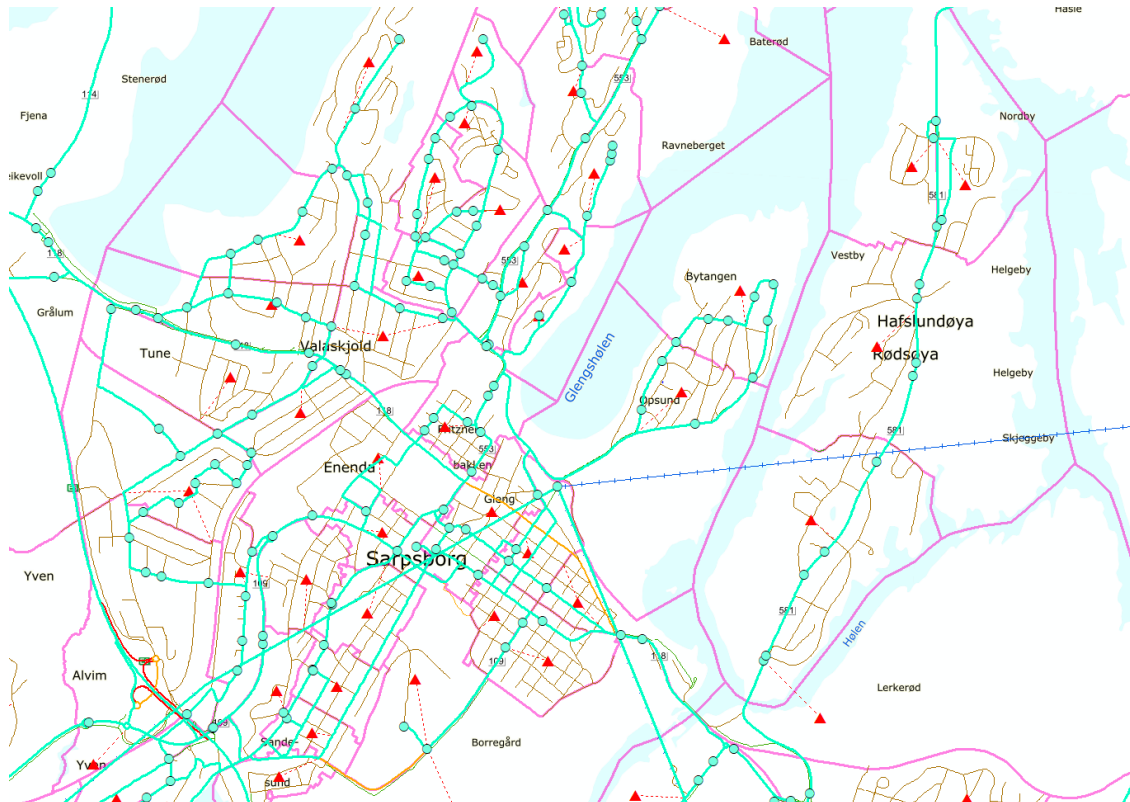 Hasle
553
Baterød
Stenerød
114
Fjena
Nordby
Ravneberget
eikevoll
581
118
553
Vestby
Helgeby
Bytangen
Grålum
Hafslundøya
Valaskjold
Tune
Rødsøya
Glengshølen
Helgeby
Opsund
118
581
Skjeggeby
553
Enenda
bakken
Gleng
Sarpsborg
Yven
109
581
Hølen
118
109
Alvim
Lerkerød
Borregård
Sande-
Yven
sund